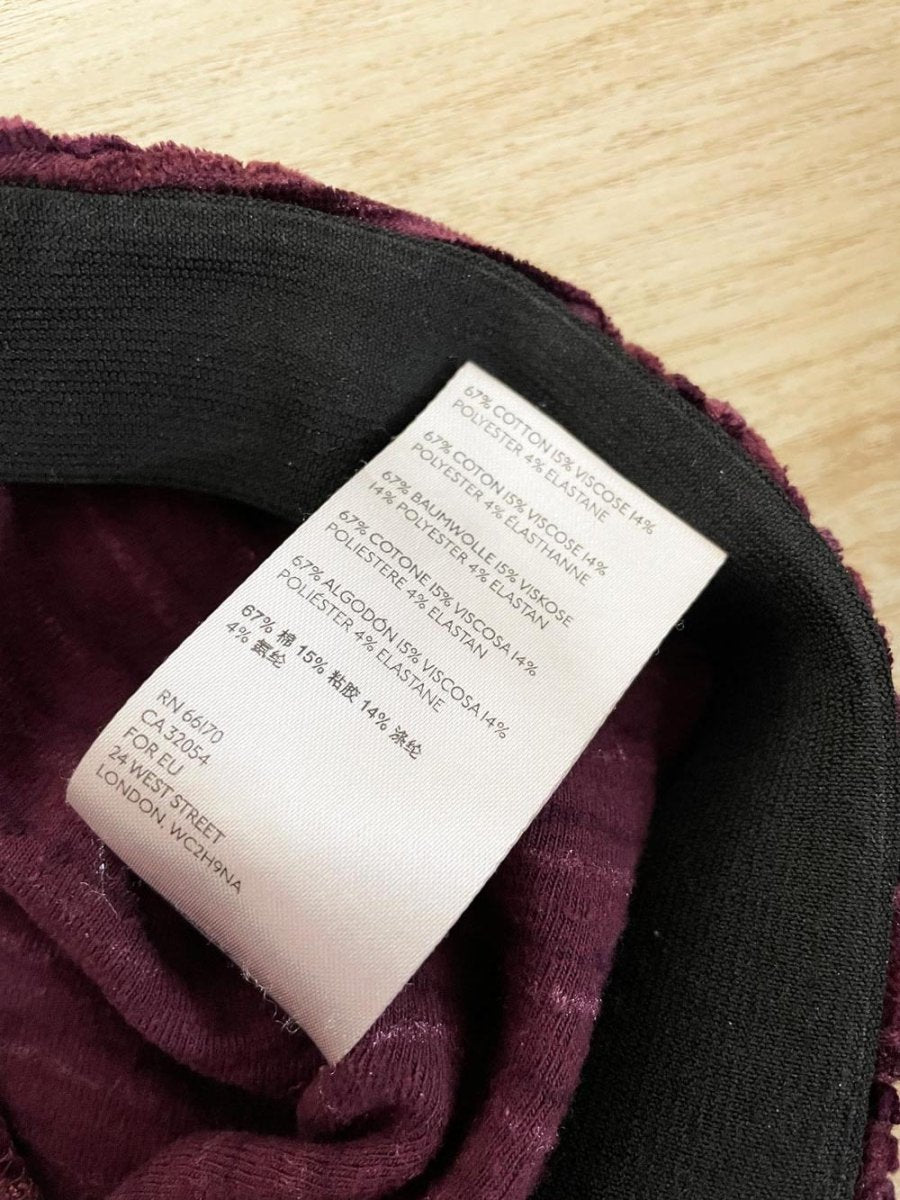 67% COTTON 15% VISCOSE 14%
POLYESTER 4% ELASTANE
67% COTON 15% VISCOSE 14%
POLYESTER 4% ÉLASTHANNE
67% BAUMWOLLE 15% VISKOSE
14% POLYESTER 4% ELASTAN
67% COTONE 15% VISCOSA 14%
POLIESTERE 4% ELASTAN
67% ALGODÓN 15% VISCOSA 14%
POLIÉSTER 4% ELASTANE
67% 棉 15% 粘胶 14% 涤纶
4% 氨纶
RN 66170
CA 32054
FOR EU
24 WEST STREET
LONDON. WC2H9NA